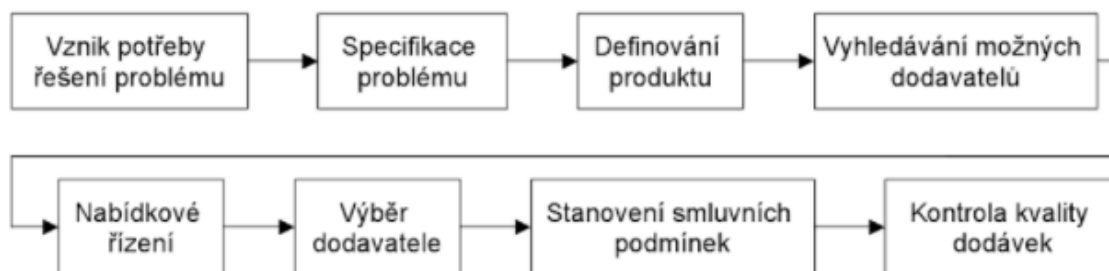 Vznik potřeby
řešení problému
Specifikace
problému
Definování
produktu
Vyhledávání možných
dodavatelů
Nabídkové
řízení
Výběr
dodavatele
Stanovení smluvních
podmínek
Kontrola kvality
dodávek